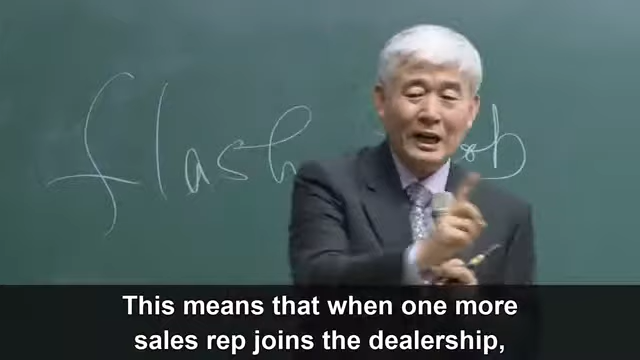 flash
This means that when one more
sales rep joins the dealership,